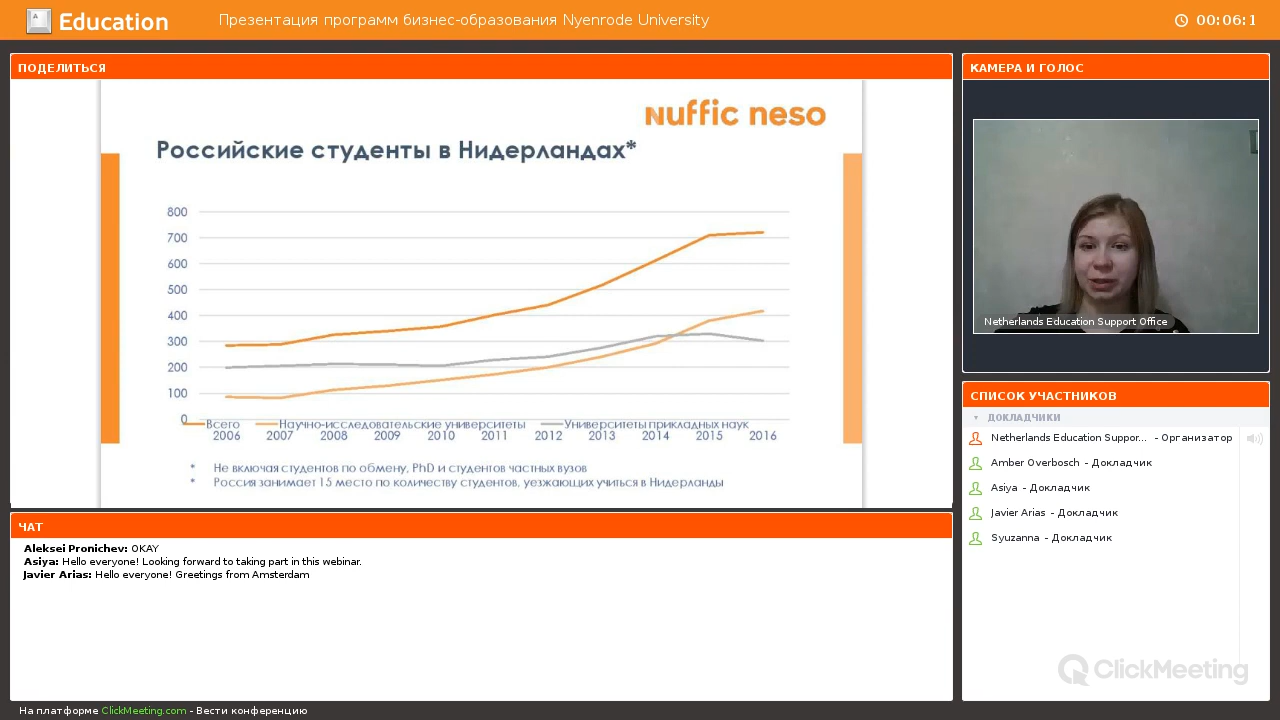 A
Education
Презентация программ бизнес-образования Nyenrode University
00:06:1
ПОДЕЛИТЬСЯ
nuffic neso
Российские студенты в Нидерландах*
800
700
600
500
400
300
200
100
0
Всего
Научно-исследовательские университеты
Университеты прикладных наук
2006 2007 2008 2009 2010 2011 2012 2013 2014 2015 2016
* Не включая студентов по обмену, PhD и студентов частных вузов
* Россия занимает 15 место по количеству студентов, уезжающих учиться в Нидерланды
ЧАТ
Aleksei Pronichev: OKAY
Asiya: Hello everyone! Looking forward to taking part in this webinar.
Javier Arias: Hello everyone! Greetings from Amsterdam
КАМЕРА И ГОЛОС
Netherlands Education Support Office
СПИСОК УЧАСТНИКОВ
ДОКЛАДЧИКИ
Netherlands Education Suppor... - Организатор
Amber Overbosch - Докладчик
Asiya - Докладчик
Javier Arias - Докладчик
Syuzanna - Докладчик
ClickMeeting
На платформе ClickMeeting.com - Вести конференцию